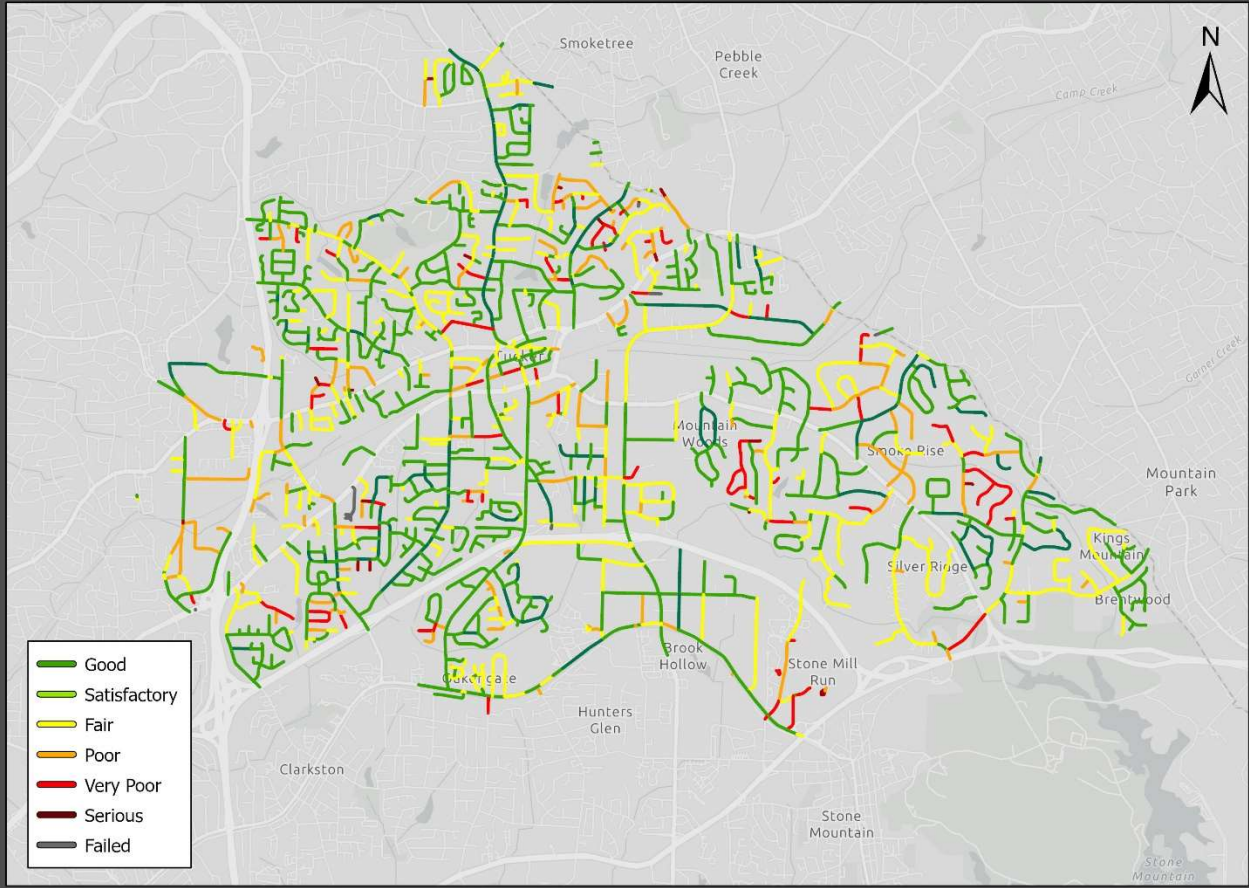 Smoketree
Pebble
Creek
N
Camp Creek
Garner Creek
Tucker
Mountain
Woods
Smoke Rise
Mountain
Park
Kings
Mountain
Silver Ridge
Brentwood
Brook
Hollow
Stone Mill
Run
Oakengate
Hunters
Glen
Clarkston
Stone
Mountain
Stone
Mountain
Good
Satisfactory
Fair
Poor
Very Poor
Serious
Failed